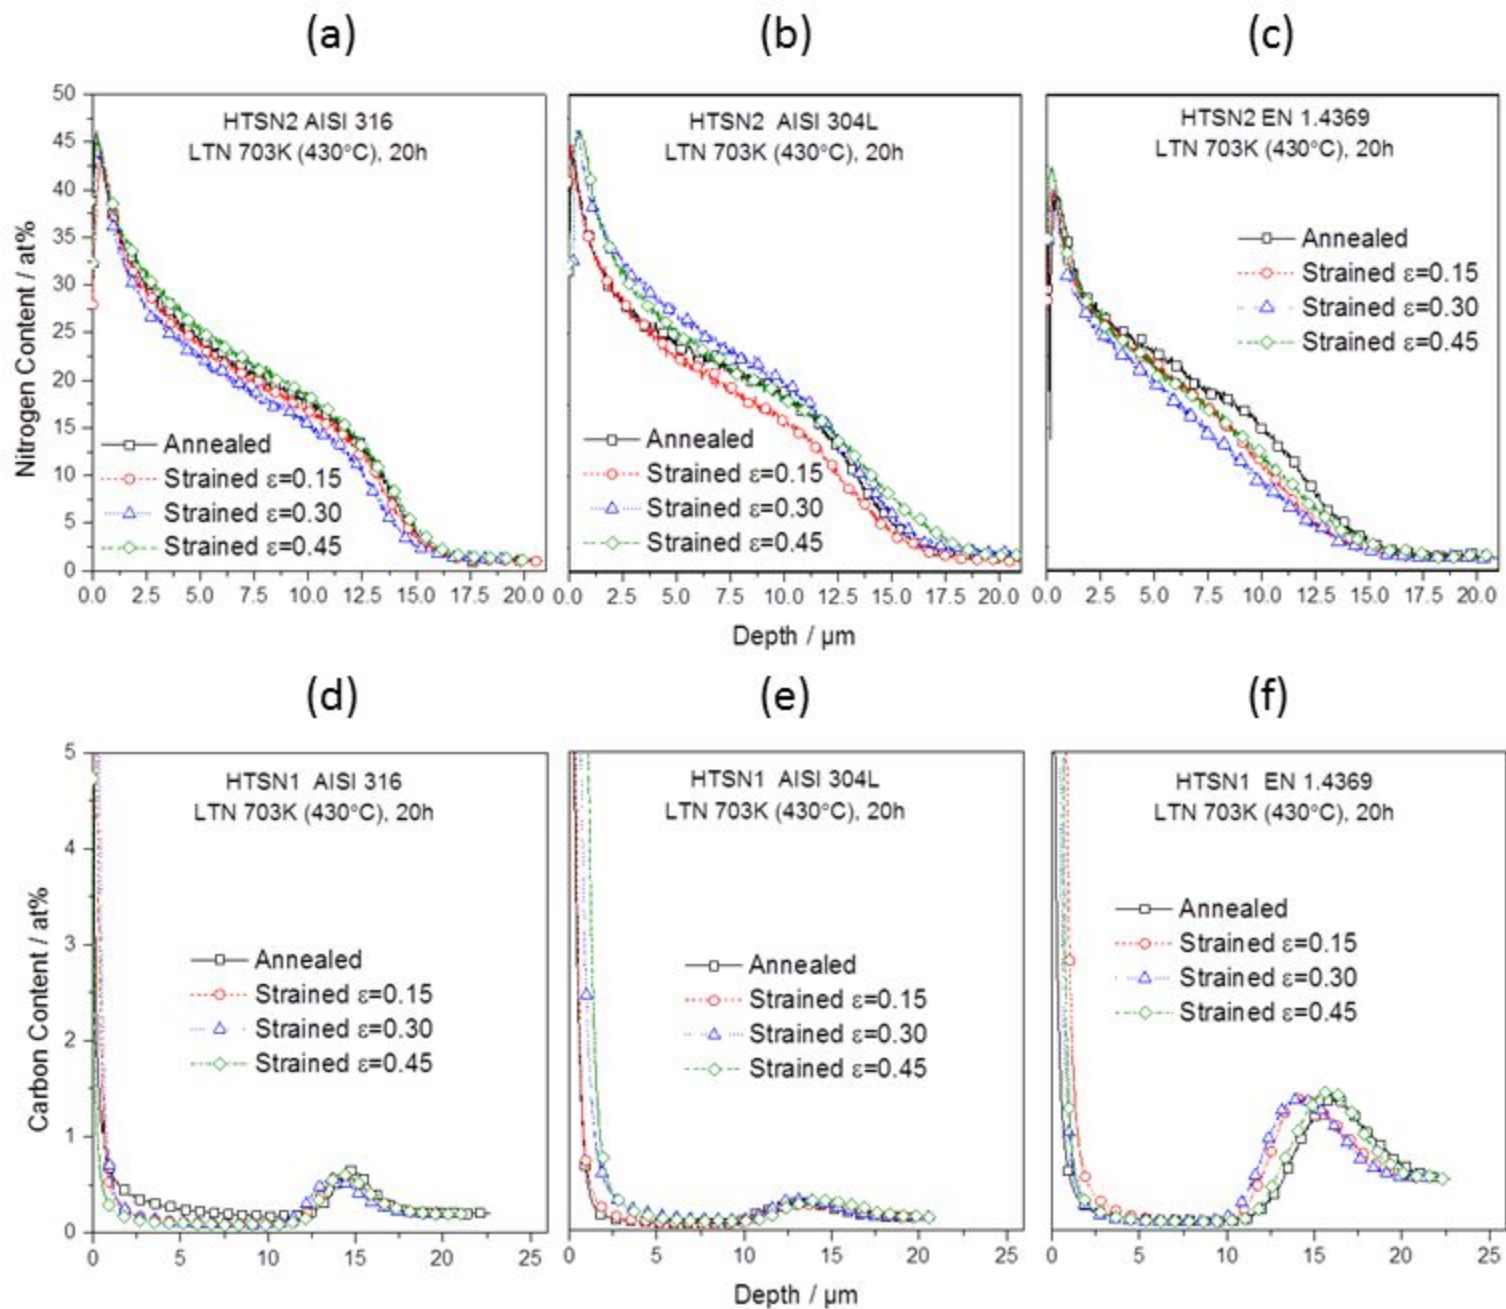 (a)
(b)
(c)
Nitrogen Content / at%
50
45
40
35
30
25
20
15
10
5
0
HTSN2 AISI 316
LTN 703K (430°C), 20h
Annealed
Strained ε=0.15
Strained ε=0.30
Strained ε=0.45
0.0 2.5 5.0 7.5 10.0 12.5 15.0 17.5 20.0
HTSN2 AISI 304L
LTN 703K (430°C), 20h
Annealed
Strained ε=0.15
Strained ε=0.30
Strained ε=0.45
0.0 2.5 5.0 7.5 10.0 12.5 15.0 17.5 20.0
HTSN2 EN 1.4369
LTN 703K (430°C), 20h
Annealed
Strained ε=0.15
Strained ε=0.30
Strained ε=0.45
0.0 2.5 5.0 7.5 10.0 12.5 15.0 17.5 20.0
Depth / µm
(d)
(e)
(f)
Carbon Content / at%
5
4
3
2
1
0
HTSN1 AISI 316
LTN 703K (430°C), 20h
Annealed
Strained ε=0.15
Strained ε=0.30
Strained ε=0.45
0 5 10 15 20 25
HTSN1 AISI 304L
LTN 703K (430°C), 20h
Annealed
Strained ε=0.15
Strained ε=0.30
Strained ε=0.45
0 5 10 15 20 25
HTSN1 EN 1.4369
LTN 703K (430°C), 20h
Annealed
Strained ε=0.15
Strained ε=0.30
Strained ε=0.45
0 5 10 15 20 25
Depth / µm